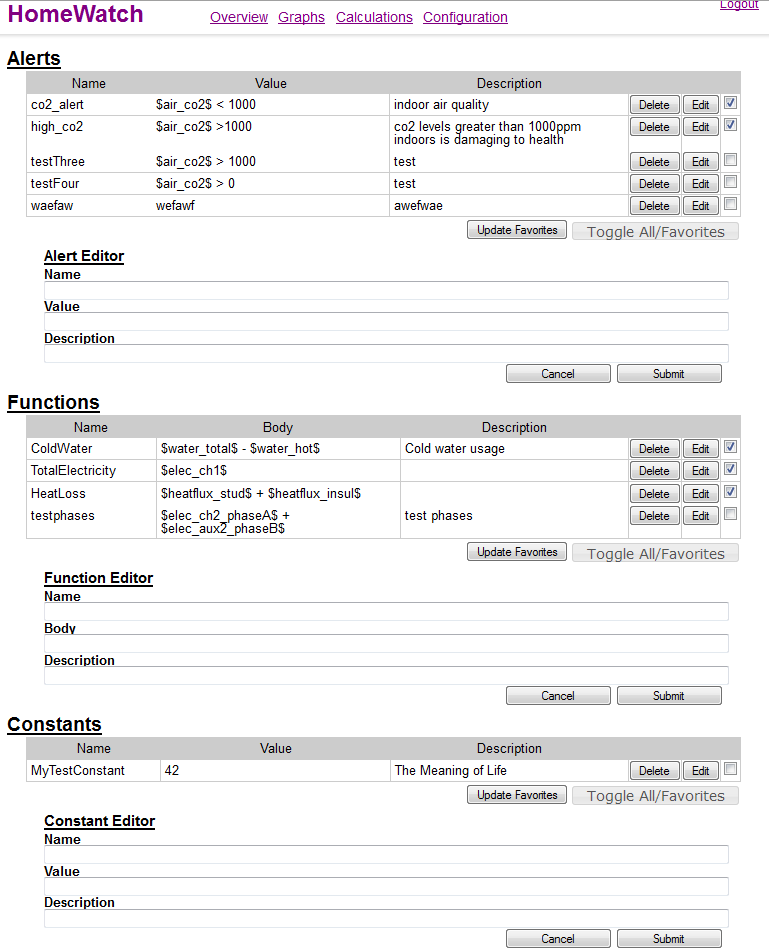 HomeWatch Overview Graphs Calculations Configuration Logout
Alerts
Name Value Description
co2_alert $air_co2$ < 1000 indoor air quality Delete Edit
high_co2 $air_co2$ >1000 co2 levels greater than 1000ppm Delete Edit
indoors is damaging to health
testThree $air_co2$ > 1000 test Delete Edit
testFour $air_co2$ > 0 test Delete Edit
waefaw wefawf awefwae Delete Edit
Update Favorites Toggle All/Favorites
Alert Editor
Name
Value
Description
Cancel Submit
Functions
Name Body Description
ColdWater $water_total$ - $water_hot$ Cold water usage Delete Edit
TotalElectricity $elec_ch1$ Delete Edit
HeatLoss $heatflux_stud$ + $heatflux_insul$ Delete Edit
testphases $elec_ch2_phaseA$ + test phases Delete Edit
$elec_aux2_phaseB$
Update Favorites Toggle All/Favorites
Function Editor
Name
Body
Description
Cancel Submit
Constants
Name Value Description
MyTestConstant 42 The Meaning of Life Delete Edit
Update Favorites Toggle All/Favorites
Constant Editor
Name
Value
Description
Cancel Submit